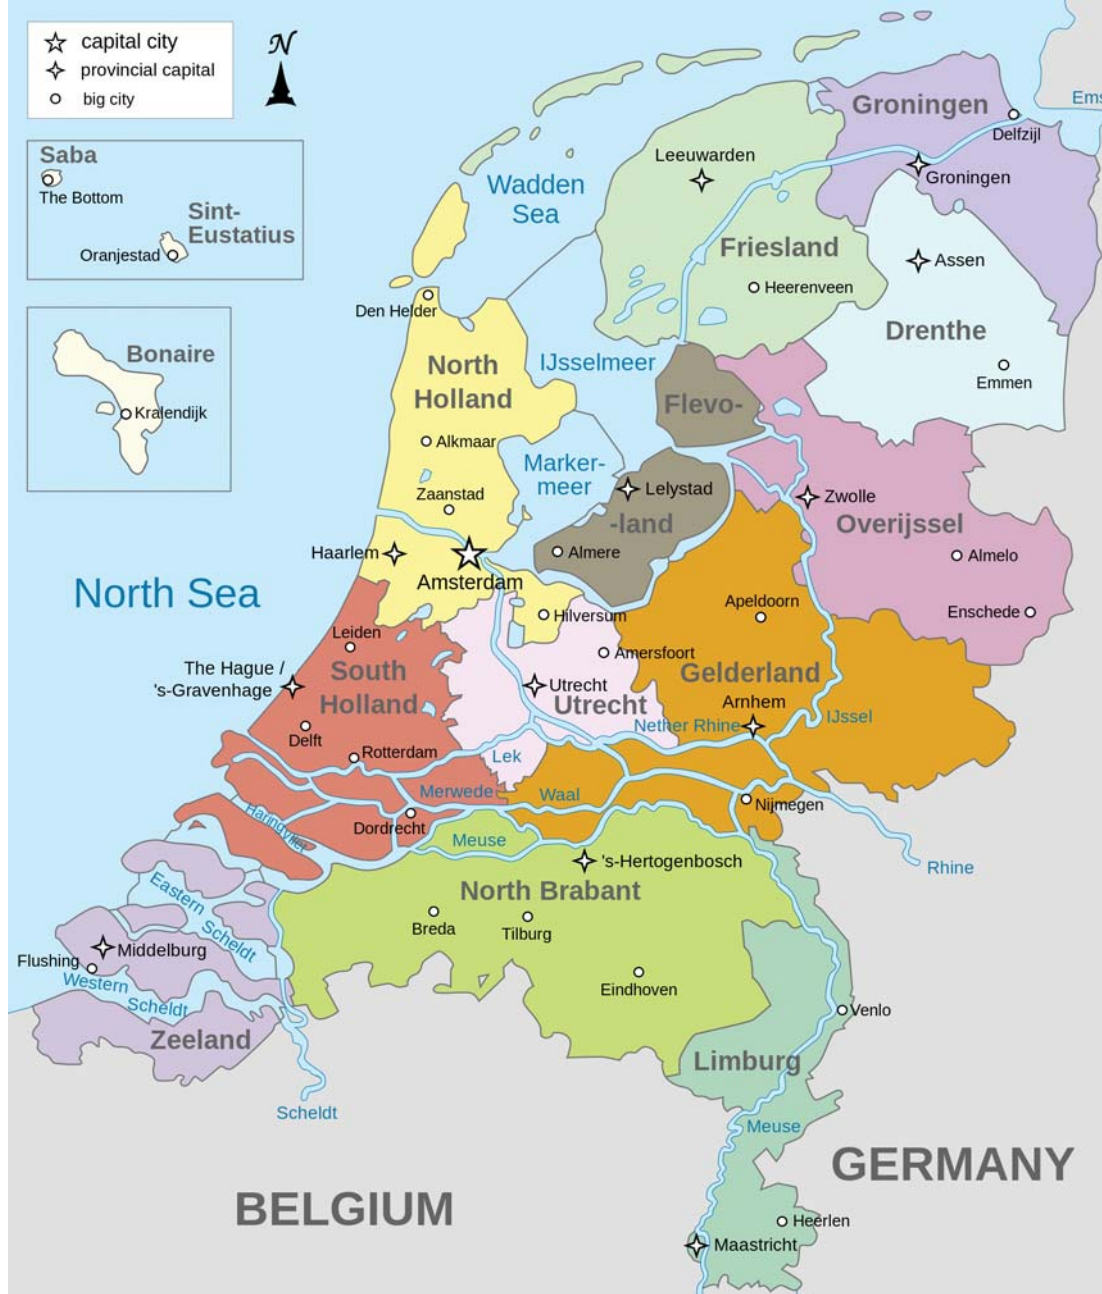 capital city
provincial capital
big city
N
Saba
The Bottom
Sint-
Eustatius
Oranjestad
Bonaire
Kralendijk
Groningen
Ems
Delfzijl
Leeuwarden
Groningen
Wadden
Sea
Friesland
Assen
Heerenveen
Den Helder
Drenthe
North
Holland
IJsselmeer
Emmen
Flevo-
Alkmaar
Marker-
meer
Zaanstad
Lelystad
Zwolle
-land
Overijssel
Haarlem
Almere
Almelo
Amsterdam
North Sea
Apeldoorn
Enschede
Hilversum
Leiden
Amersfoort
The Hague /
's-Gravenhage
South
Holland
Utrecht
Utrecht
Gelderland
Arnhem
Nether Rhine
IJssel
Delft
Rotterdam
Lek
Merwede
Waal
Nijmegen
Haringvliet
Dordrecht
Meuse
's-Hertogenbosch
Rhine
North Brabant
Eastern
Scheldt
Breda
Tilburg
Middelburg
Flushing
Western
Scheldt
Eindhoven
Venlo
Zeeland
Limburg
Scheldt
Meuse
GERMANY
BELGIUM
Heerlen
Maastricht